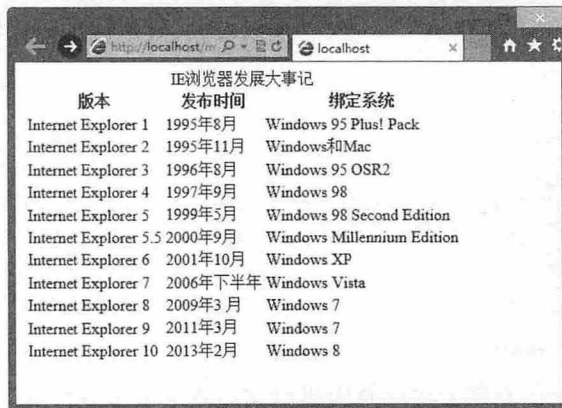 http://localhost/m
localhost
IE浏览器发展大事记
版本 发布时间 绑定系统
Internet Explorer 1 1995年8月 Windows 95 Plus! Pack
Internet Explorer 2 1995年11月 Windows和Mac
Internet Explorer 3 1996年8月 Windows 95 OSR2
Internet Explorer 4 1997年9月 Windows 98
Internet Explorer 5 1999年5月 Windows 98 Second Edition
Internet Explorer 5.5 2000年9月 Windows Millennium Edition
Internet Explorer 6 2001年10月 Windows XP
Internet Explorer 7 2006年下半年 Windows Vista
Internet Explorer 8 2009年3 月 Windows 7
Internet Explorer 9 2011年3月 Windows 7
Internet Explorer 10 2013年2月 Windows 8